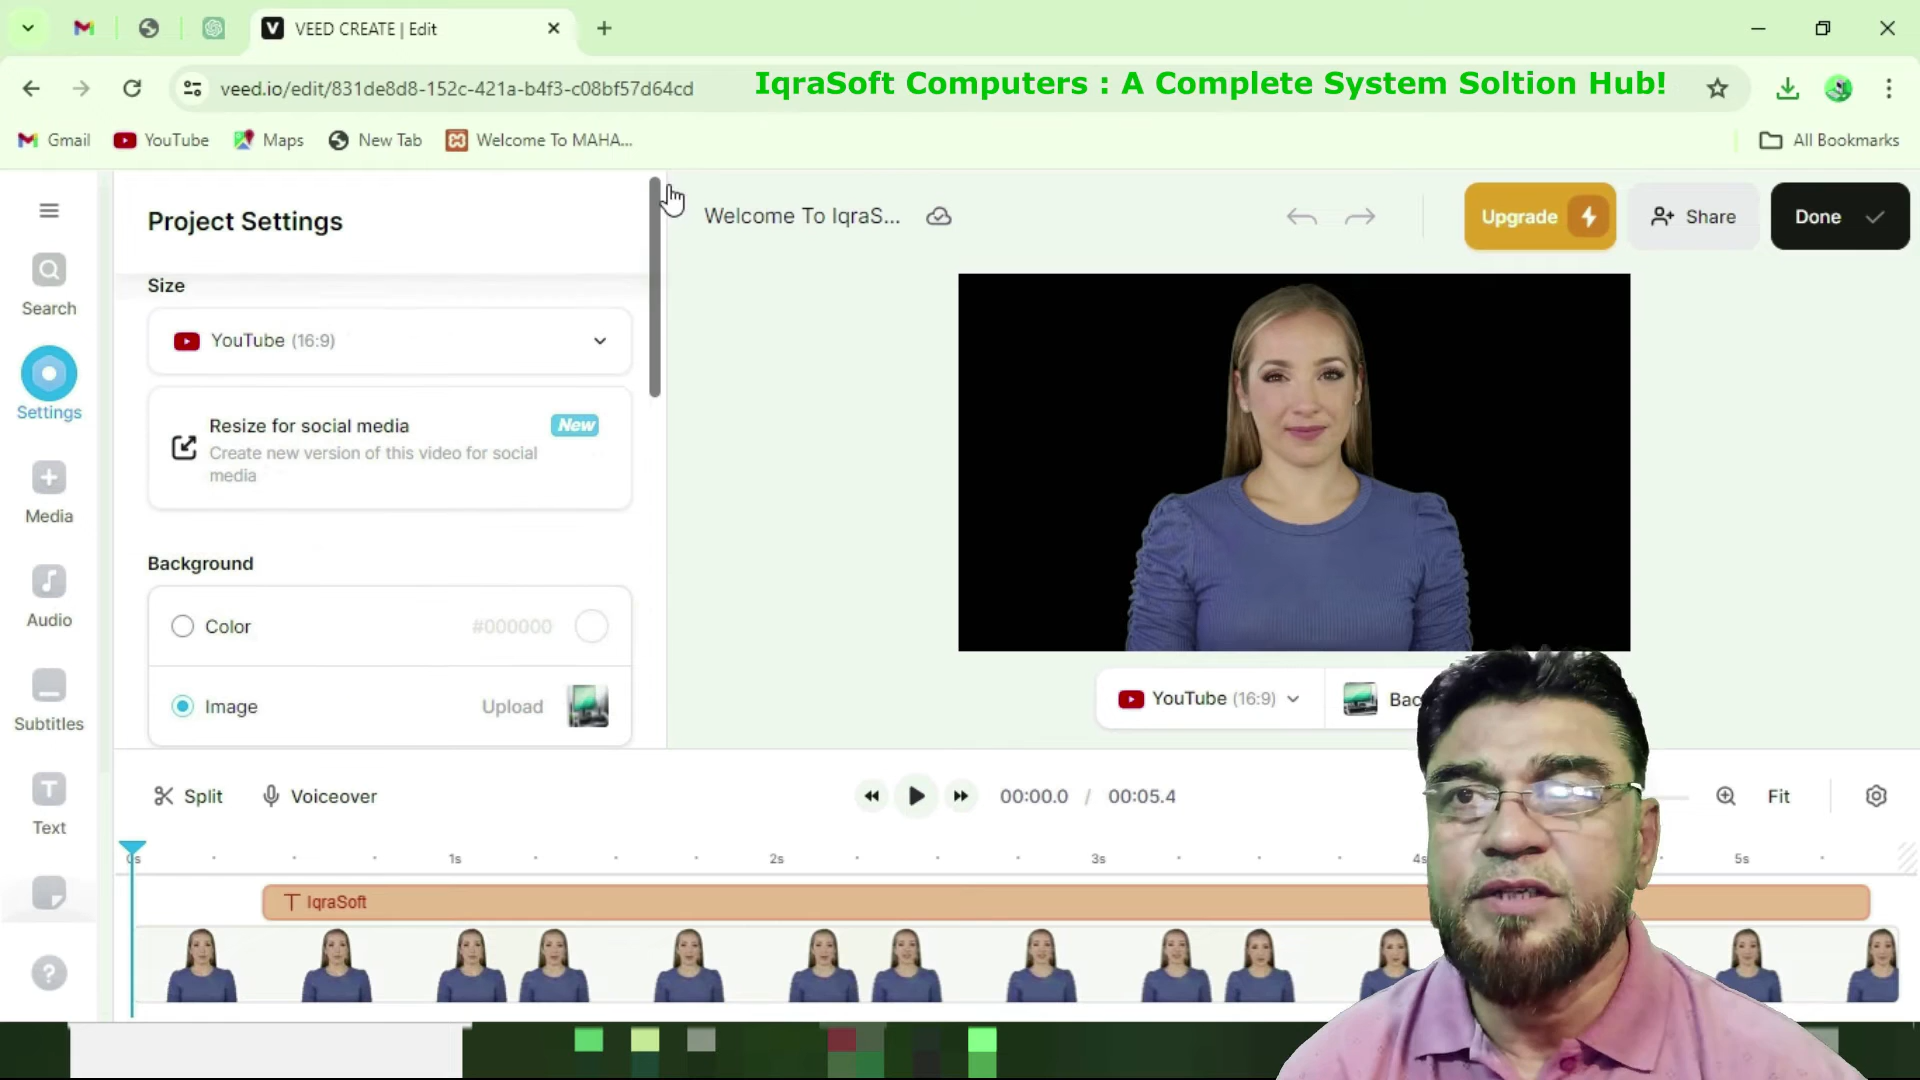 VEED CREATE | Edit
veed.io/edit/831de8d8-152c-421a-b4f3-c08bf57d64cd
IqraSoft Computers : A Complete System Soltion Hub!
Gmail
YouTube
Maps
New Tab
Welcome To MAHA...
All Bookmarks
Project Settings
Welcome To IqraS...
Upgrade
Share
Done
Search
Settings
Media
Audio
Subtitles
Text
Size
YouTube (16:9)
Resize for social media
New
Create new version of this video for social
media
Background
Color
#000000
Image
Upload
YouTube (16:9)
Bac
Split
Voiceover
00:00.0 / 00:05.4
Fit
0s
1s
2s
3s
4s
5s
T IqraSoft